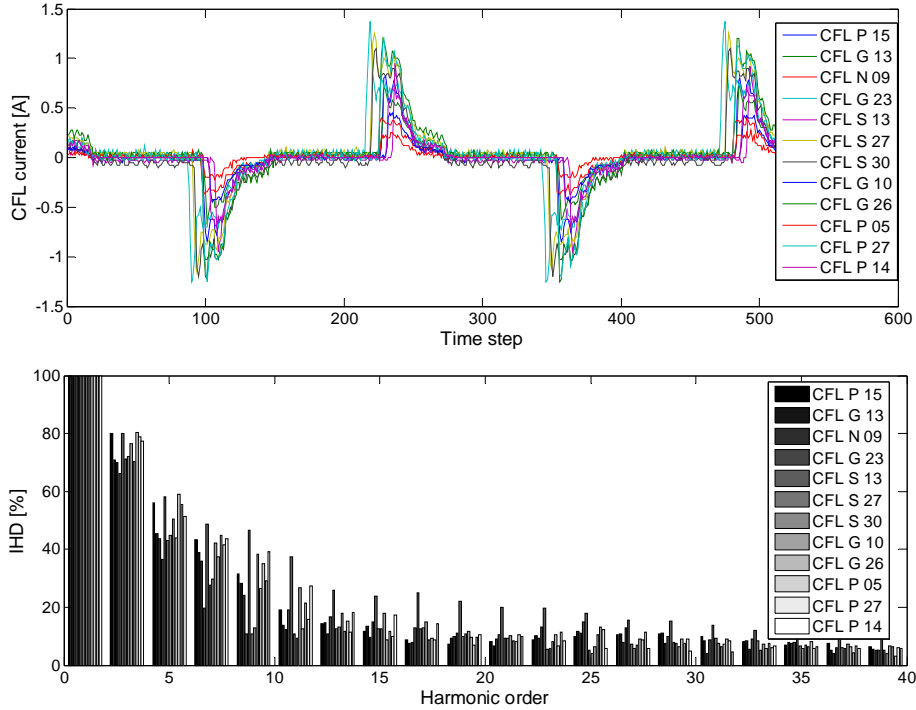 1.5
1
0.5
0
-0.5
-1
-1.5
CFL current [A]
0 100 200 300 400 500 600
Time step
CFL P 15
CFL G 13
CFL N 09
CFL G 23
CFL S 13
CFL S 27
CFL S 30
CFL G 10
CFL G 26
CFL P 05
CFL P 27
CFL P 14
100
80
60
40
20
0
IHD [%]
0 5 10 15 20 25 30 35 40
Harmonic order
CFL P 15
CFL G 13
CFL N 09
CFL G 23
CFL S 13
CFL S 27
CFL S 30
CFL G 10
CFL G 26
CFL P 05
CFL P 27
CFL P 14